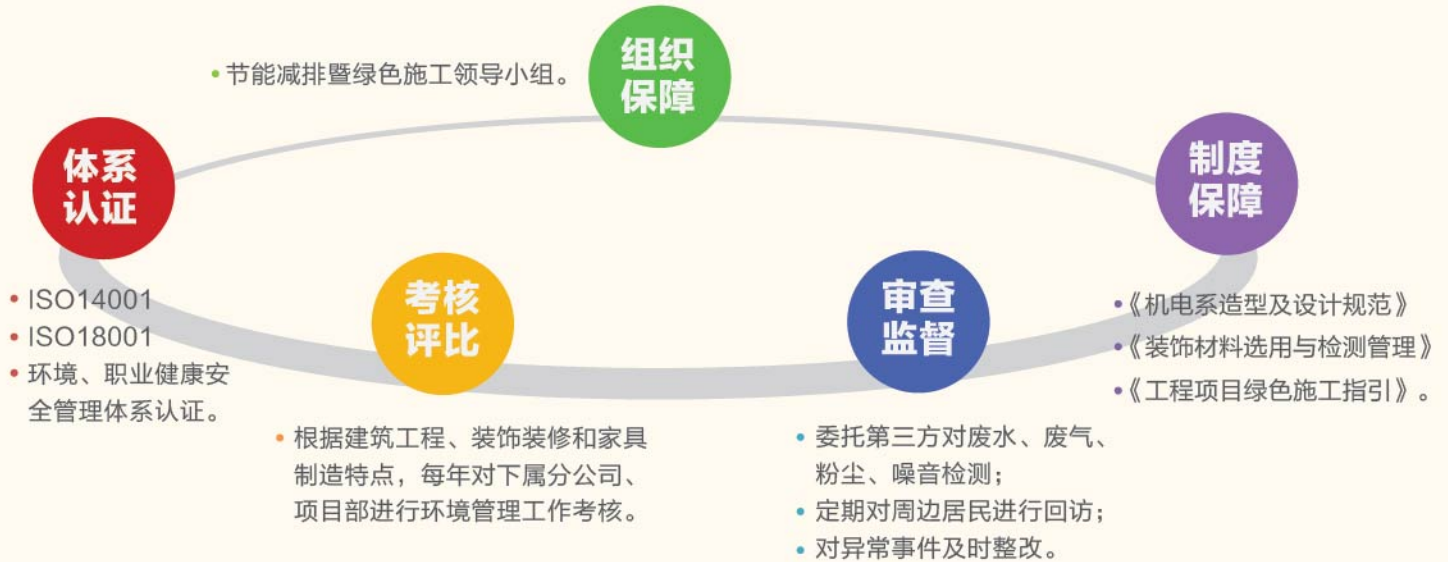 组织
保障
• 节能减排暨绿色施工领导小组。
体系
认证
• ISO14001
• ISO18001
• 环境、职业健康安
全管理体系认证。
制度
保障
•《机电系造型及设计规范》
•《装饰材料选用与检测管理》
•《工程项目绿色施工指引》。
考核
评比
• 根据建筑工程、装饰装修和家具
制造特点，每年对下属分公司、
项目部进行环境管理工作考核。
审查
监督
• 委托第三方对废水、废气、
粉尘、噪音检测；
• 定期对周边居民进行回访；
• 对异常事件及时整改。